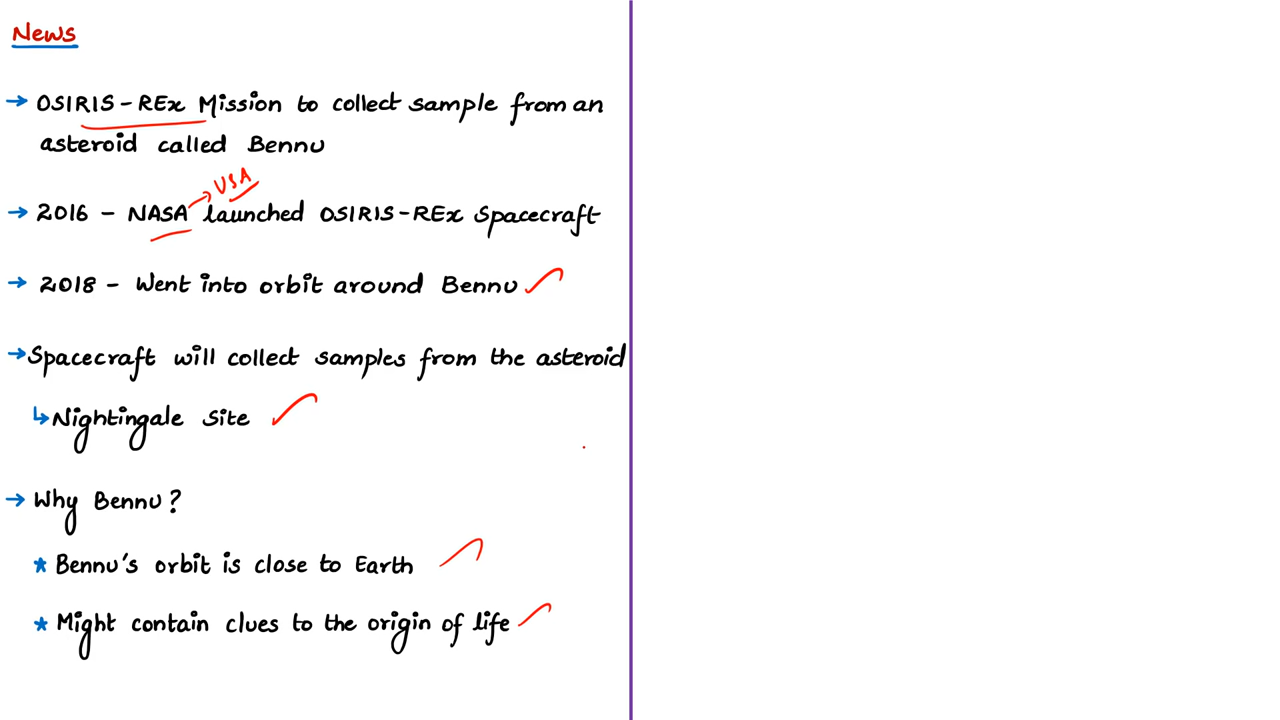 News
→ OSIRIS-REx Mission to collect sample from an
asteroid called Bennu
USA
→ 2016 - NASA launched OSIRIS-REx Spacecraft
→ 2018 - Went into orbit around Bennu
→ Spacecraft will collect samples from the asteroid
↳ Nightingale Site
→ Why Bennu?
* Bennu's orbit is close to Earth
* Might contain clues to the origin of life